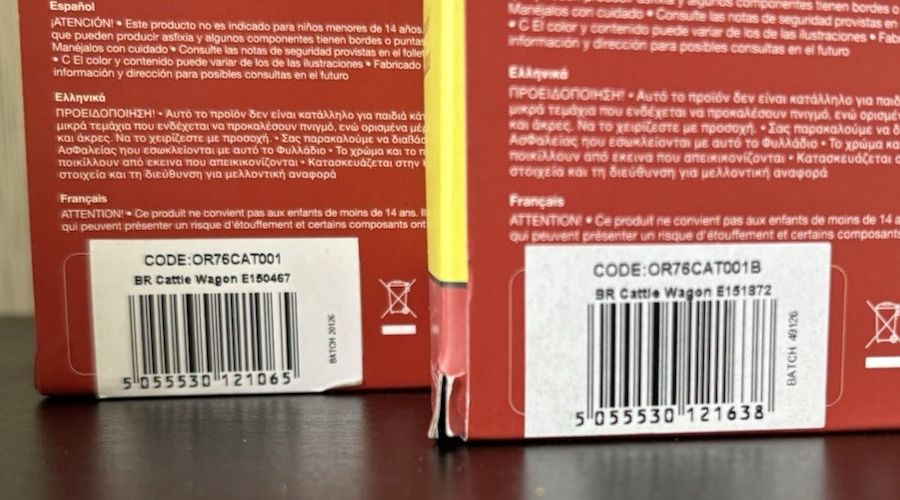 Español
¡ATENCIÓN! • Este producto no es indicado para niños menores de 14 años.
que pueden producir asfixia y algunos componentes tienen bordes o puntas
Manéjalos con cuidado • Consulte las notas de seguridad provistas en el
• C El color y contenido puede variar de los de las ilustraciones • Fabricado
información y dirección para posibles consultas en el futuro
Ελληνικά
ΠΡΟΕΙΔΟΠΟΙΗΣΗ! • Αυτό το προϊόν δεν είναι κατάλληλο για παιδιά
μικρά τεμάχια που ενδέχεται να προκαλέσουν πνιγμό, ενώ ορισμένα
και άκρες. Να το χειρίζεστε με προσοχή. • Σας παρακαλούμε να
Ασφαλείας ηου εσωκλείονται με αυτό το Φυλλάδιο • Το χρώμα και το
ποικίλλουν από εκεινα που απεικονίζονται • Κατασκευάζεται στην
στοιχεία και τη διεύθυνση για μελλοντική αναφορά
Français
ATTENTION! • Ce produit ne convient pas aux enfants de moins de 14 ans.
qui peuvent présenter un risque d'étouffement et certains composants ont
CODE:OR76CAT001
BR Cattle Wagon E150467
BATCH 20126
5 055530 121065
componentes tienen bordes o
Manéjalos con cuidado • Consulte las notas de seguridad provistas en
• C El color y contenido puede variar de los de las ilustraciones •
información y dirección para posibles consultas en el futuro
Ελληνικά
ΠΡΟΕΙΔΟΠΟΙΗΣΗ! • Αυτό το προϊόν δεν είναι κατάλληλο για
μικρά τεμάχια που ενδέχεται να προκαλέσουν πνιγμό, ενώ
και άκρες. Να το χειρίζεστε με προσοχή. • Σας παρακαλούμε να
Ασφαλείας ηου εσωκλείονται με αυτό το Φυλλάδιο • Το χρώμα
ποικίλλουν από εκεινα που απεικονίζονται • Κατασκευάζεται
στοιχεία και τη διεύθυνση για μελλοντική αναφορά
Français
ATTENTION! • Ce produit ne convient pas aux enfants de moins de 14
qui peuvent présenter un risque d'étouffement et certains composants
CODE:OR76CAT001B
BR Cattle Wagon E151872
BATCH 49126
5 055530 121638